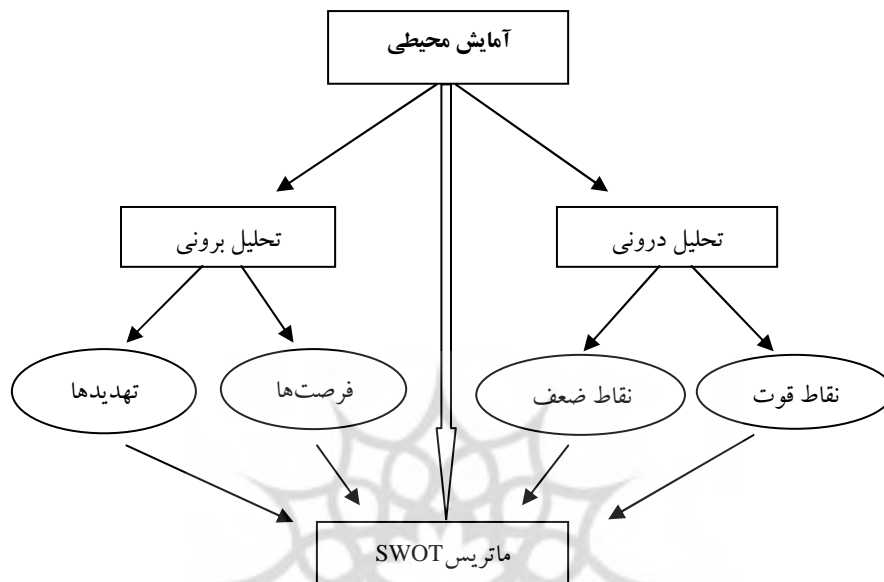 آمایش محیطی
تحلیل درونی
تحلیل برونی
نقاط قوت
نقاط ضعف
فرصت‌ها
تهدیدها
ماتریس SWOT